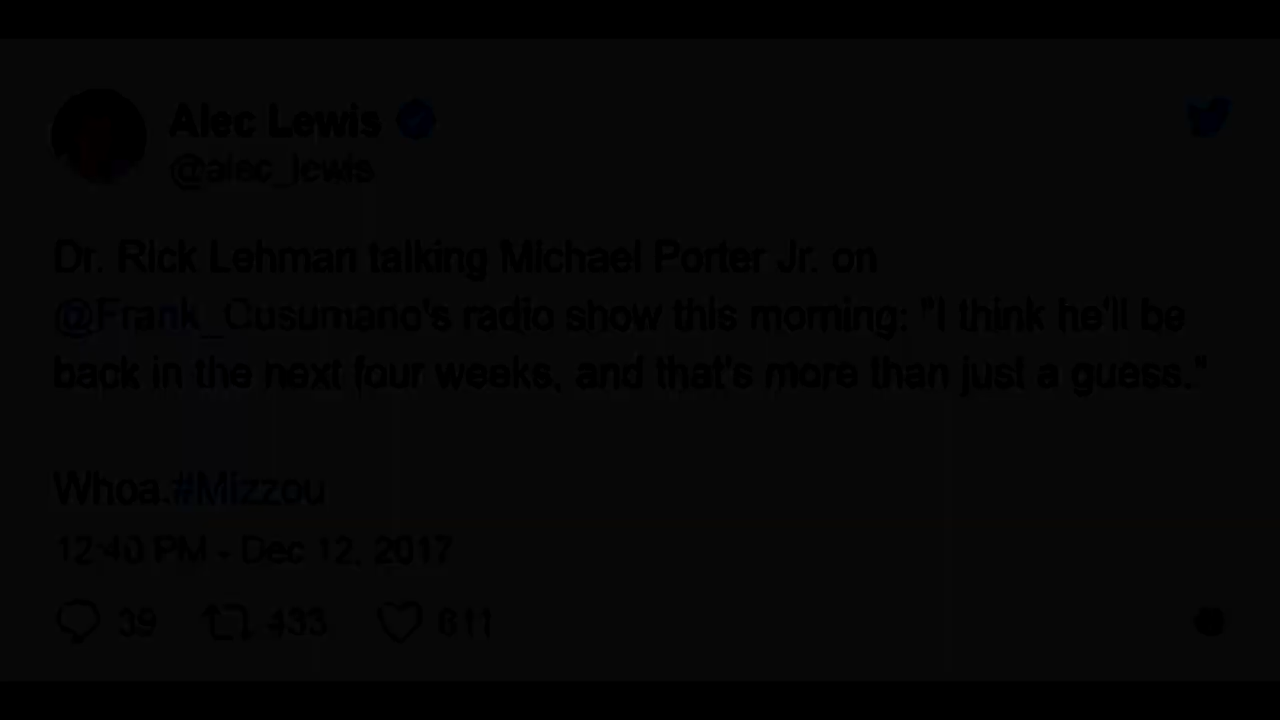 Alec Lewis
@alec_lewis
Dr. Rick Lehman talking Michael Porter Jr. on
@Frank_Cusumano's radio show this morning: "I think he'll be
back in the next four weeks, and that's more than just a guess."
Whoa.#Mizzou
12:40 PM - Dec 12, 2017
39 433 611